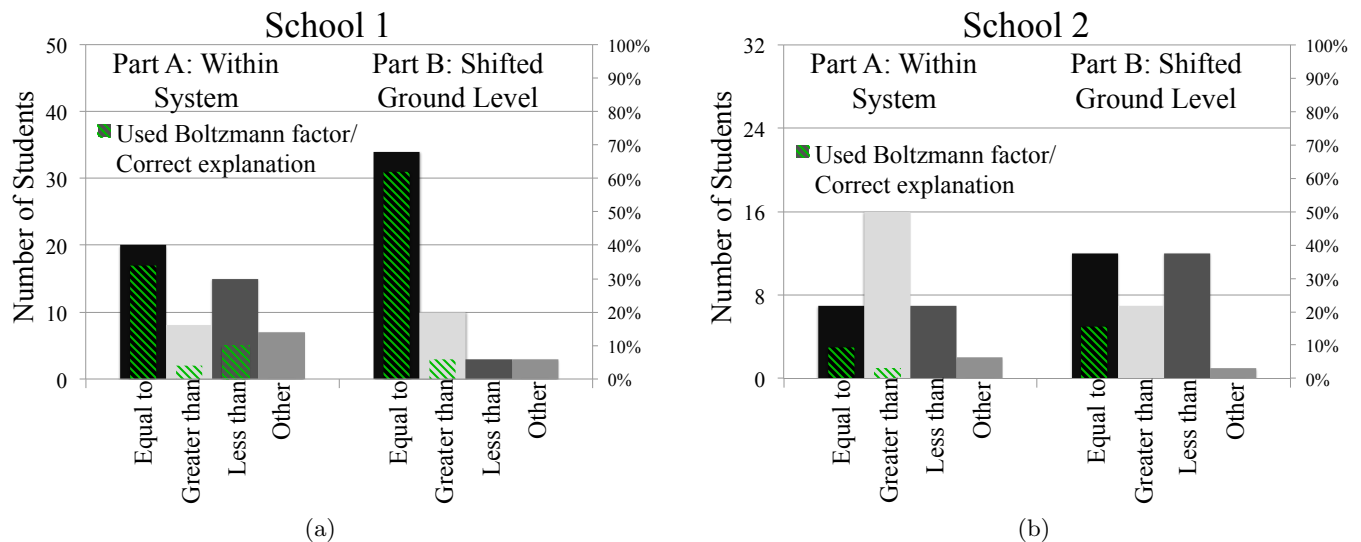 School 1
50
40
30
20
10
0
Number of Students
Part A: Within
System
Part B: Shifted
Ground Level
Used Boltzmann factor/
Correct explanation
100%
90%
80%
70%
60%
50%
40%
30%
20%
10%
0%
Equal to
Greater than
Less than
Other
Equal to
Greater than
Less than
Other
(a)
School 2
32
24
16
8
0
Number of Students
Part A: Within
System
Part B: Shifted
Ground Level
Used Boltzmann factor/
Correct explanation
100%
90%
80%
70%
60%
50%
40%
30%
20%
10%
0%
Equal to
Greater than
Less than
Other
Equal to
Greater than
Less than
Other
(b)